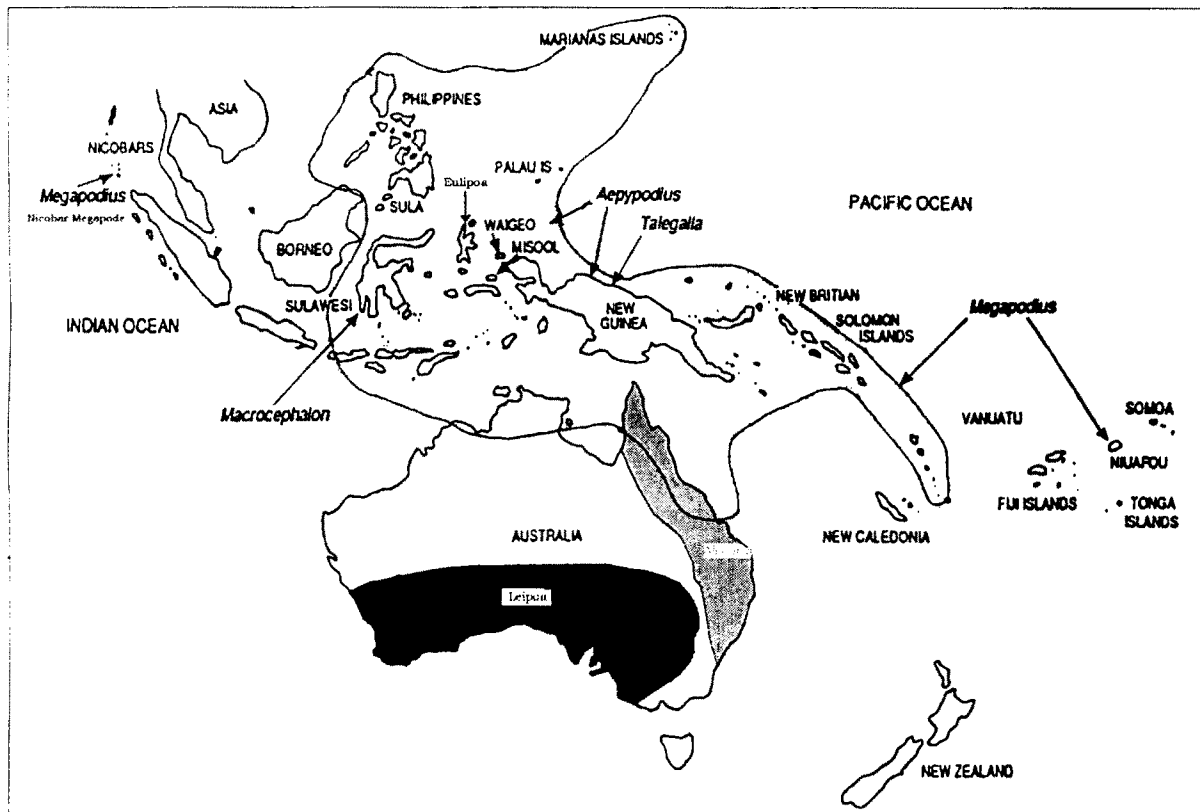 MARIANAS ISLANDS
ASIA
PHILIPPINES
NICOBARS
PALAU IS
Megapodius
Nicobar Megapode
Eulipoa
Aepypodius
SULA
Talegalla
PACIFIC OCEAN
WAIGEO
MISOOL
BORNEO
SULAWESI
NEW BRITIAN
INDIAN OCEAN
NEW
GUINEA
SOLOMON
ISLANDS
Megapodius
Macrocephalon
VANUATU
SOMOA
NIUAFOU
FIJI ISLANDS
TONGA
ISLANDS
NEW CALEDONIA
AUSTRALIA
Leipoa
NEW ZEALAND